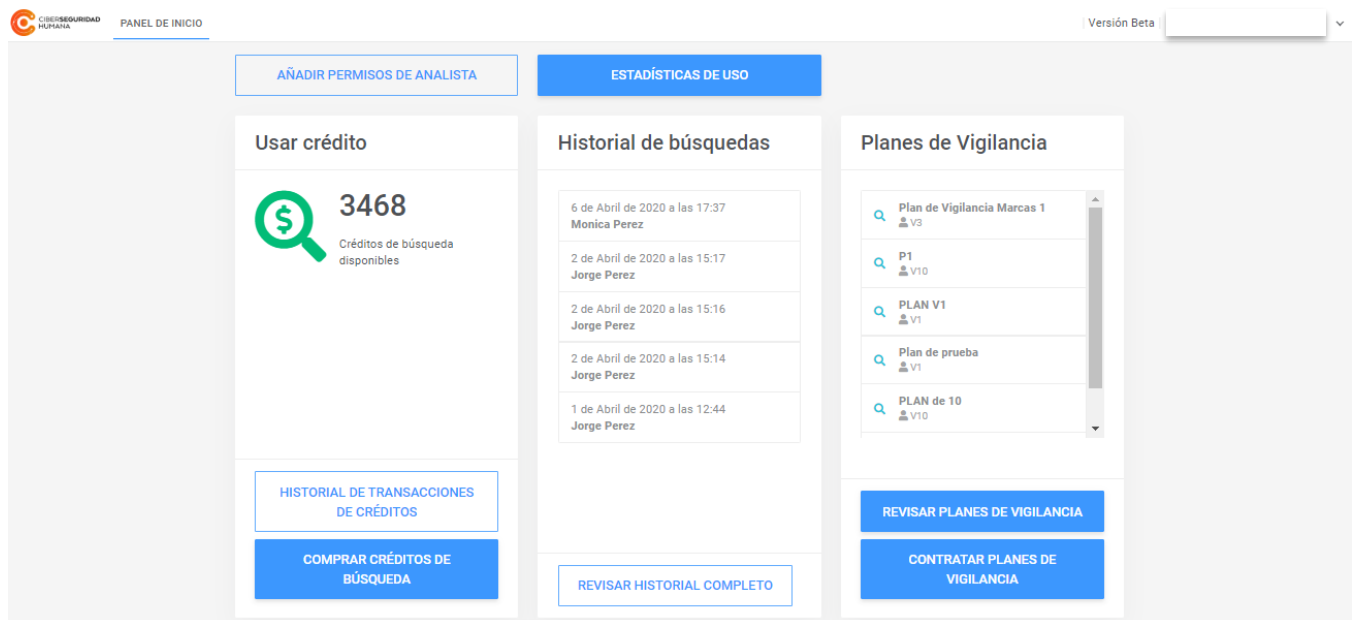 CIBERSEGURIDAD
HUMANA
PANEL DE INICIO
Versión Beta
AÑADIR PERMISOS DE ANALISTA
ESTADÍSTICAS DE USO
Usar crédito
3468
Créditos de búsqueda
disponibles
HISTORIAL DE TRANSACCIONES
DE CRÉDITOS
COMPRAR CRÉDITOS DE
BÚSQUEDA
Historial de búsquedas
6 de Abril de 2020 a las 17:37
Monica Perez
2 de Abril de 2020 a las 15:17
Jorge Perez
2 de Abril de 2020 a las 15:16
Jorge Perez
2 de Abril de 2020 a las 15:14
Jorge Perez
1 de Abril de 2020 a las 12:44
Jorge Perez
REVISAR HISTORIAL COMPLETO
Planes de Vigilancia
Plan de Vigilancia Marcas 1
V3
P1
V10
PLAN V1
V1
Plan de prueba
V1
PLAN de 10
V10
REVISAR PLANES DE VIGILANCIA
CONTRATAR PLANES DE
VIGILANCIA